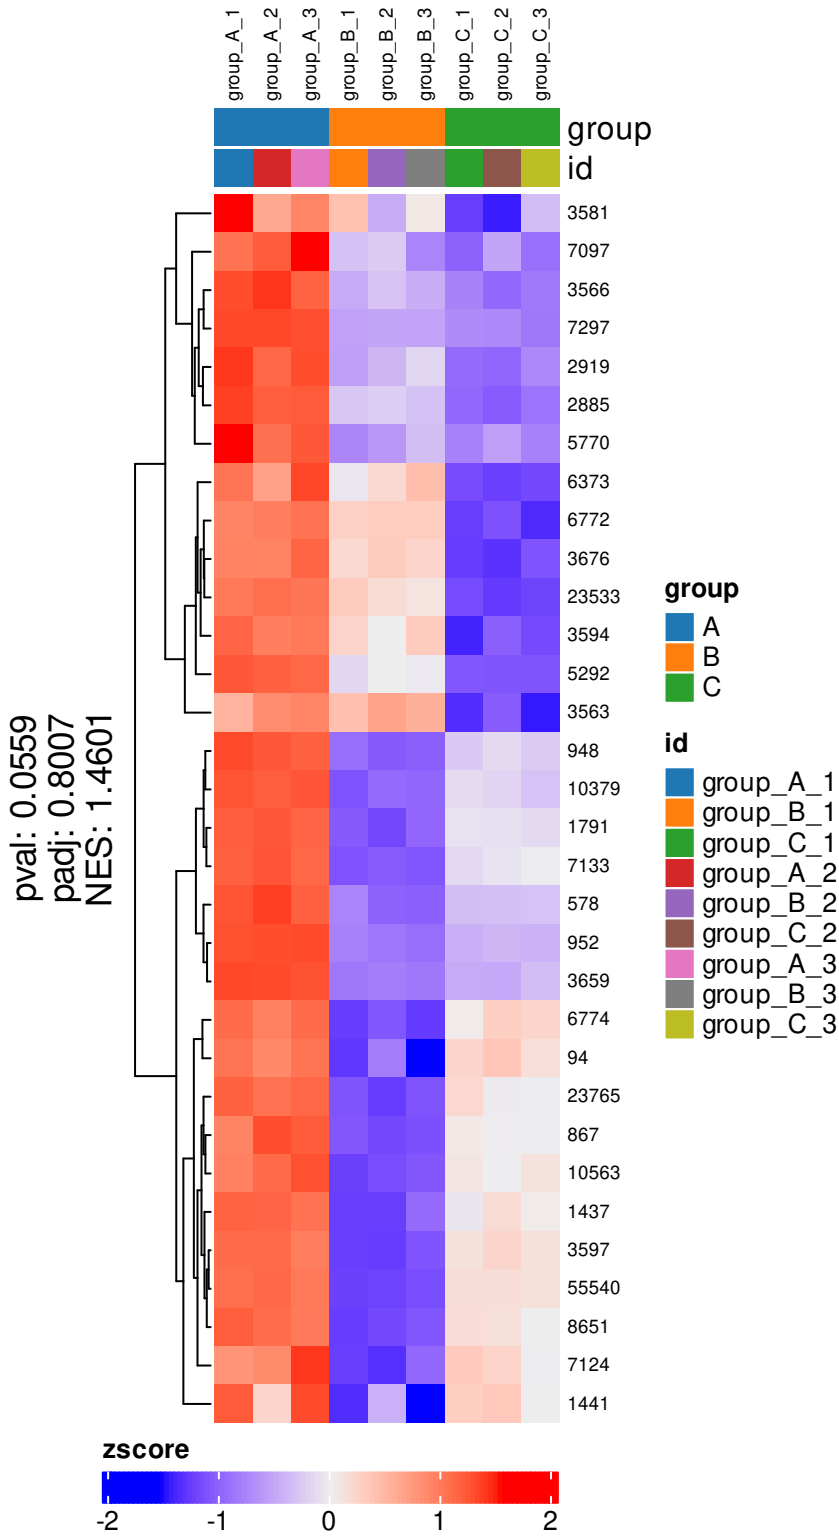 group_A_1
group_A_2
group_A_3
group_B_1
group_B_2
group_B_3
group_C_1
group_C_2
group_C_3
group
id
3581
7097
3566
7297
2919
2885
5770
6373
6772
3676
23533
3594
5292
3563
948
10379
1791
7133
578
952
3659
6774
94
23765
867
10563
1437
3597
55540
8651
7124
1441
pval: 0.0559
padj: 0.8007
NES: 1.4601
group
A
B
C
id
group_A_1
group_B_1
group_C_1
group_A_2
group_B_2
group_C_2
group_A_3
group_B_3
group_C_3
zscore
-2 -1 0 1 2